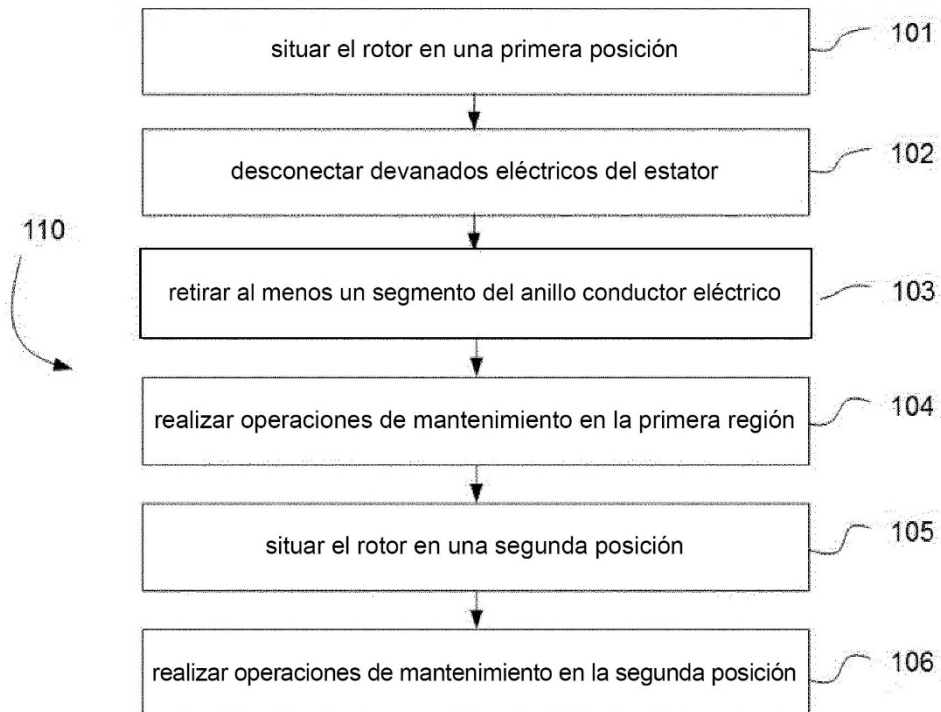 situar el rotor en una primera posición
101
desconectar devanados eléctricos del estator
102
110
retirar al menos un segmento del anillo conductor eléctrico
103
realizar operaciones de mantenimiento en la primera región
104
situar el rotor en una segunda posición
105
realizar operaciones de mantenimiento en la segunda posición
106